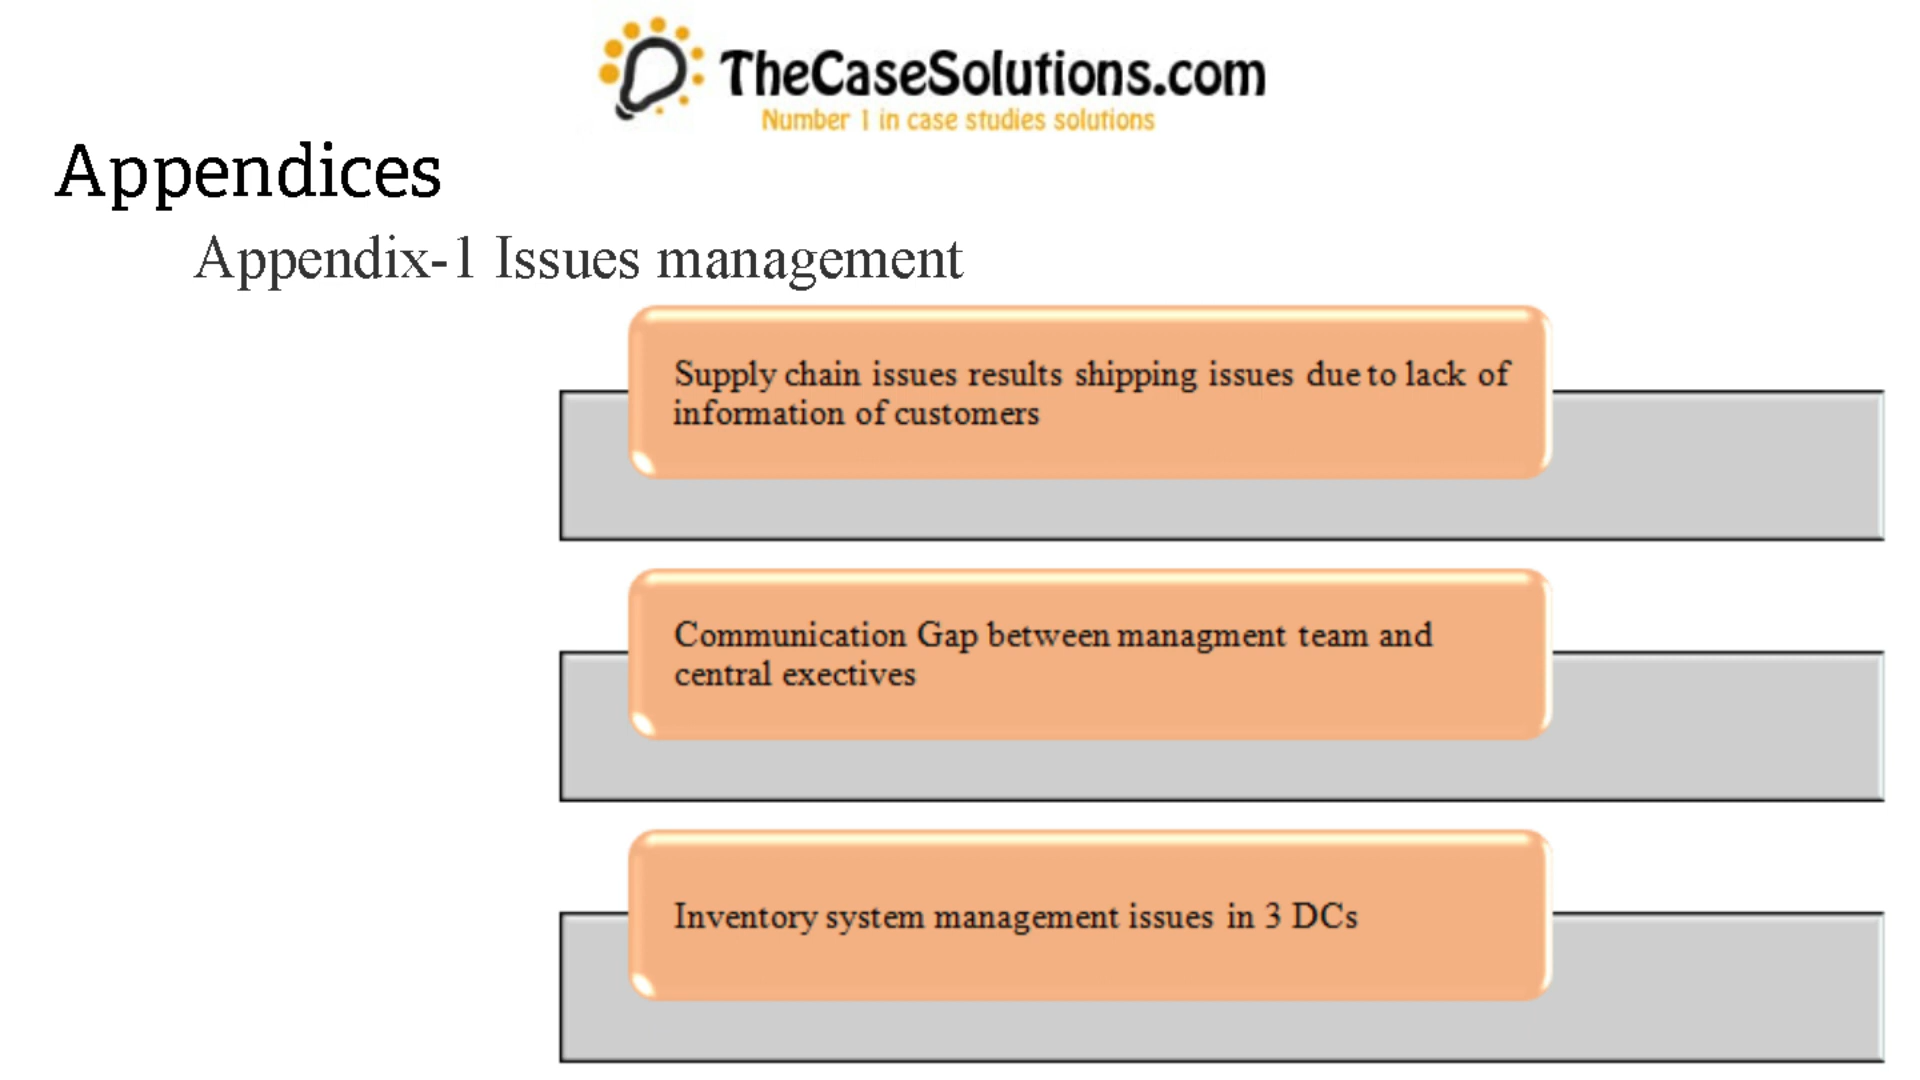 TheCaseSolutions.com
Number 1 in case studies solutions
Appendices
Appendix-1 Issues management
Supply chain issues results shipping issues due to lack of
information of customers
Communication Gap between managment team and
central exectives
Inventory system management issues in 3 DCs